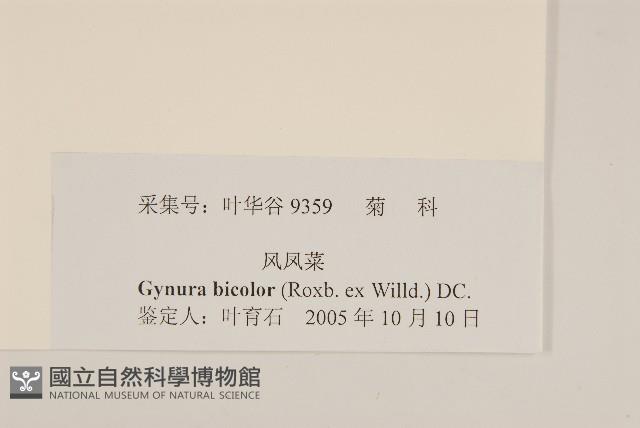 采集号：叶华谷 9359 菊 科
风凤菜
Gynura bicolor (Roxb. ex Willd.) DC.
鉴定人：叶育石 2005 年 10 月 10 日
國立自然科學博物館
NATIONAL MUSEUM OF NATURAL SCIENCE